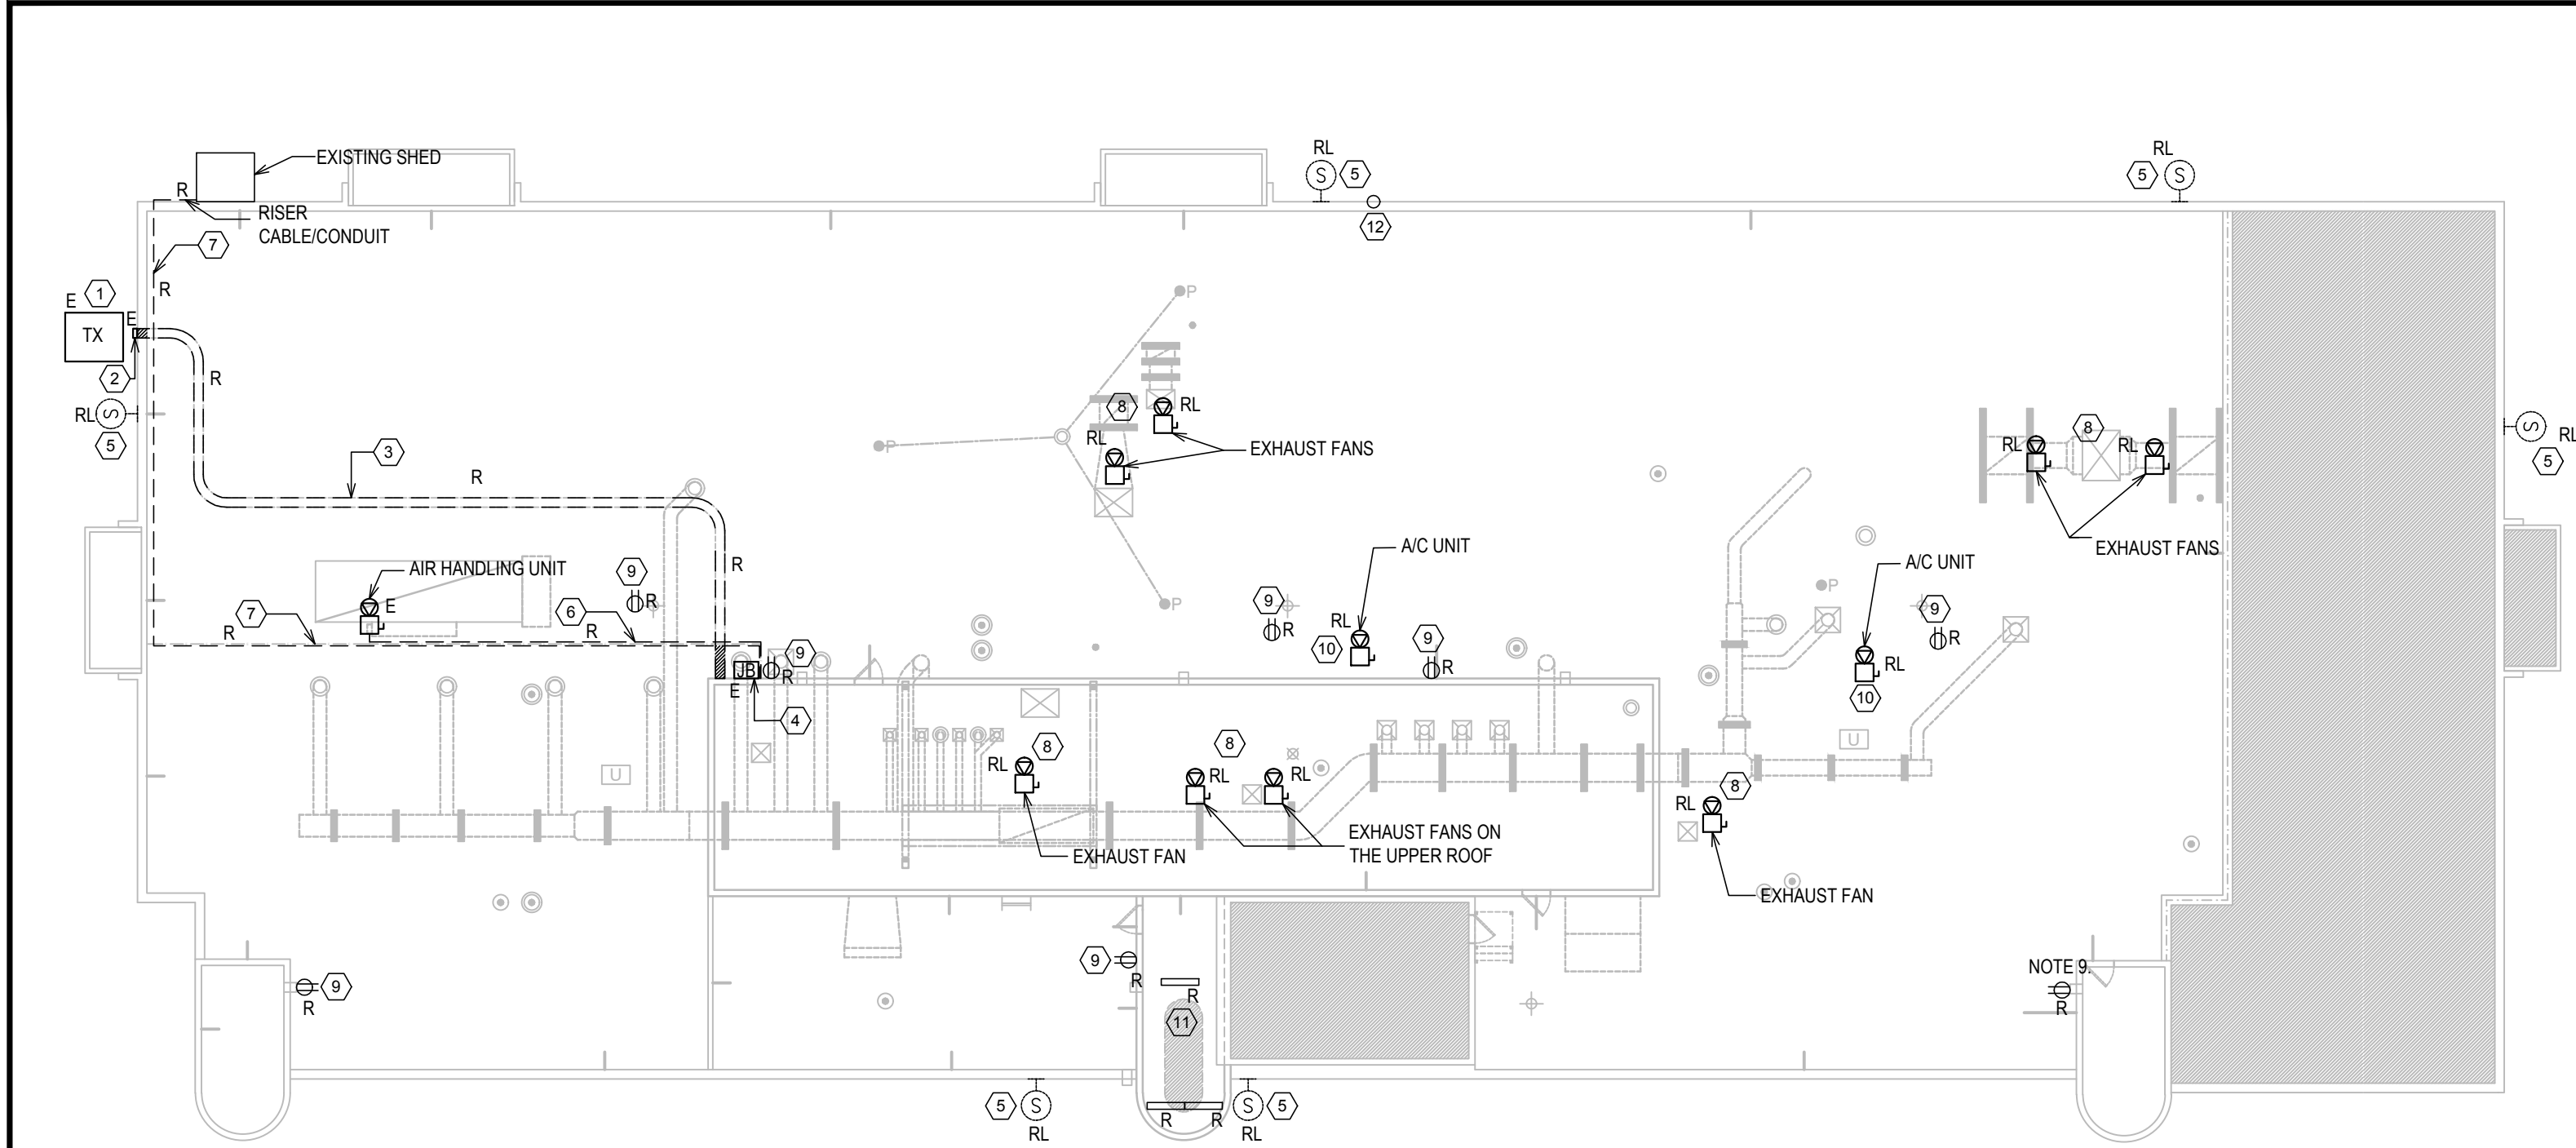 RL
S
5
RL
5
S
EXISTING SHED
R
RISER
CABLE/CONDUIT
12
7
R
E
1
P
TX
E
2
R
RL
S
5
8
RL
RL
P
EXHAUST FANS
3
R
RL
8
RL
EXHAUST FANS
S
RL
5
A/C UNIT
A/C UNIT
R
AIR HANDLING UNIT
9
R
E
P
P
9
R
9
R
7
R
6
R
RL
10
9
R
RL
10
JB
9
R
E
4
U
U
RL
8
8
RL
RL
8
RL
EXHAUST FAN
EXHAUST FANS ON
THE UPPER ROOF
EXHAUST FAN
9
R
9
R
R
11
NOTE 9.
R
5
S
RL
R
R
S
5
RL